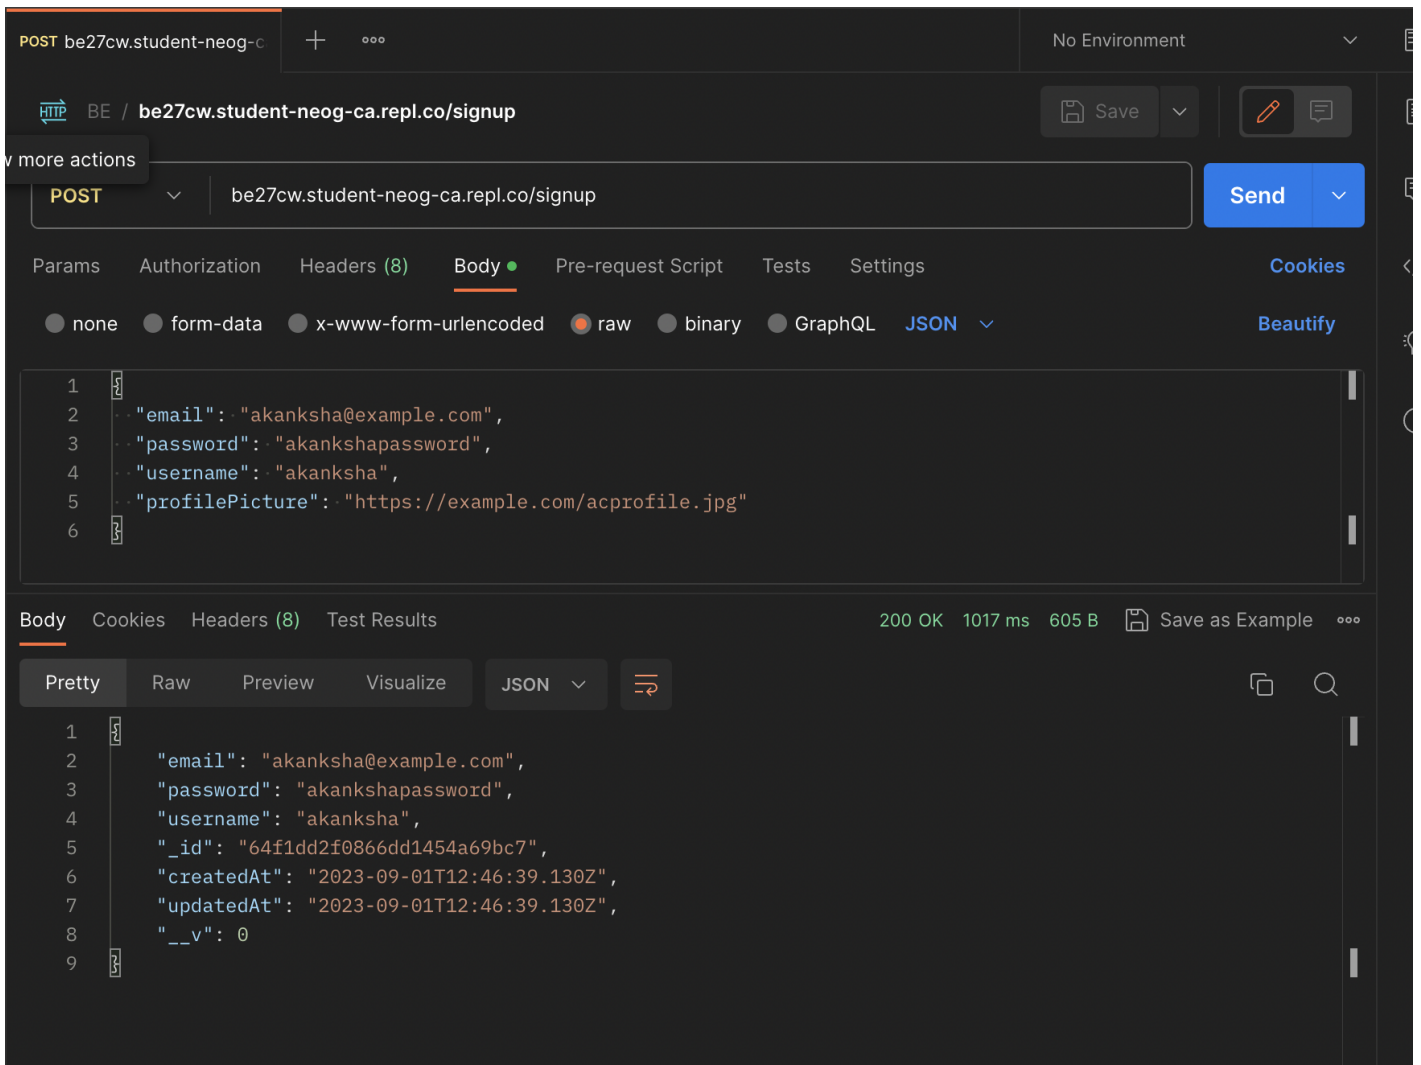 POST be27cw.student-neog-c
No Environment
HTTP BE / be27cw.student-neog-ca.repl.co/signup
Save
more actions
POST be27cw.student-neog-ca.repl.co/signup
Send
Params Authorization Headers (8) Body Pre-request Script Tests Settings Cookies
none form-data x-www-form-urlencoded raw binary GraphQL JSON Beautify
1 {
2 "email": "akanksha@example.com",
3 "password": "akankshapassword",
4 "username": "akanksha",
5 "profilePicture": "https://example.com/acprofile.jpg"
6 }
Body Cookies Headers (8) Test Results 200 OK 1017 ms 605 B Save as Example
Pretty Raw Preview Visualize JSON
1 {
2 "email": "akanksha@example.com",
3 "password": "akankshapassword",
4 "username": "akanksha",
5 "_id": "64f1dd2f0866dd1454a69bc7",
6 "createdAt": "2023-09-01T12:46:39.130Z",
7 "updatedAt": "2023-09-01T12:46:39.130Z",
8 "__v": 0
9 }